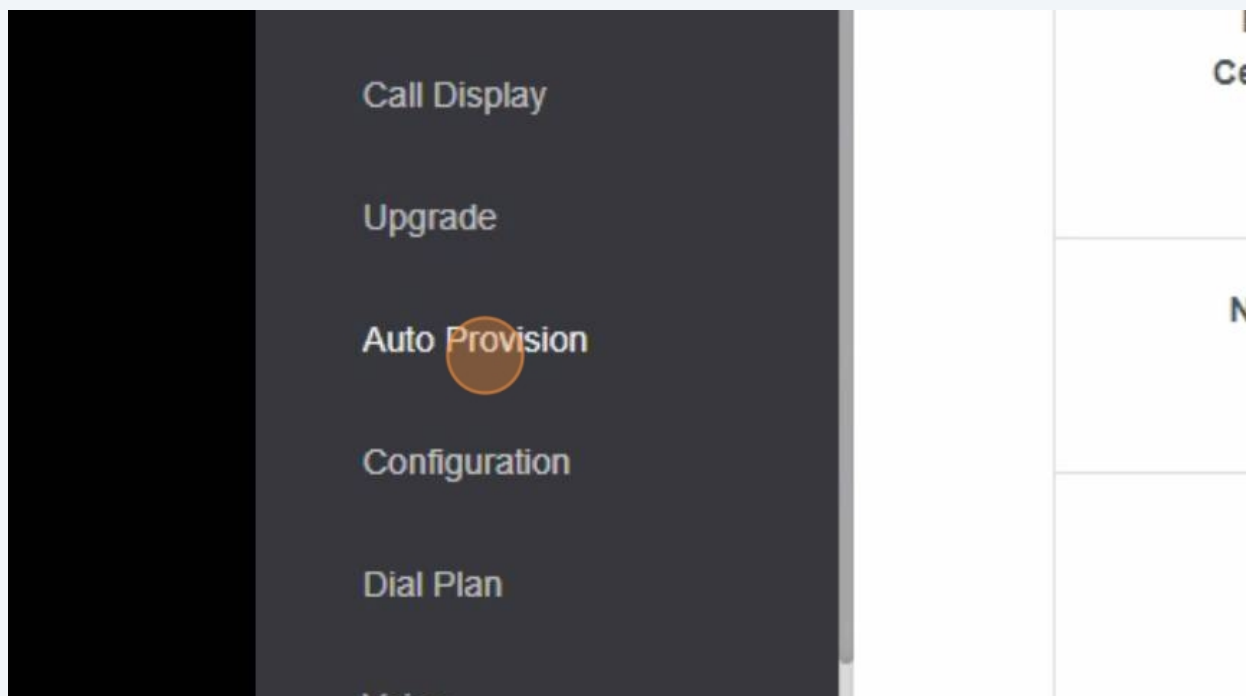 Call Display
Upgrade
Auto Provision
Configuration
Dial Plan